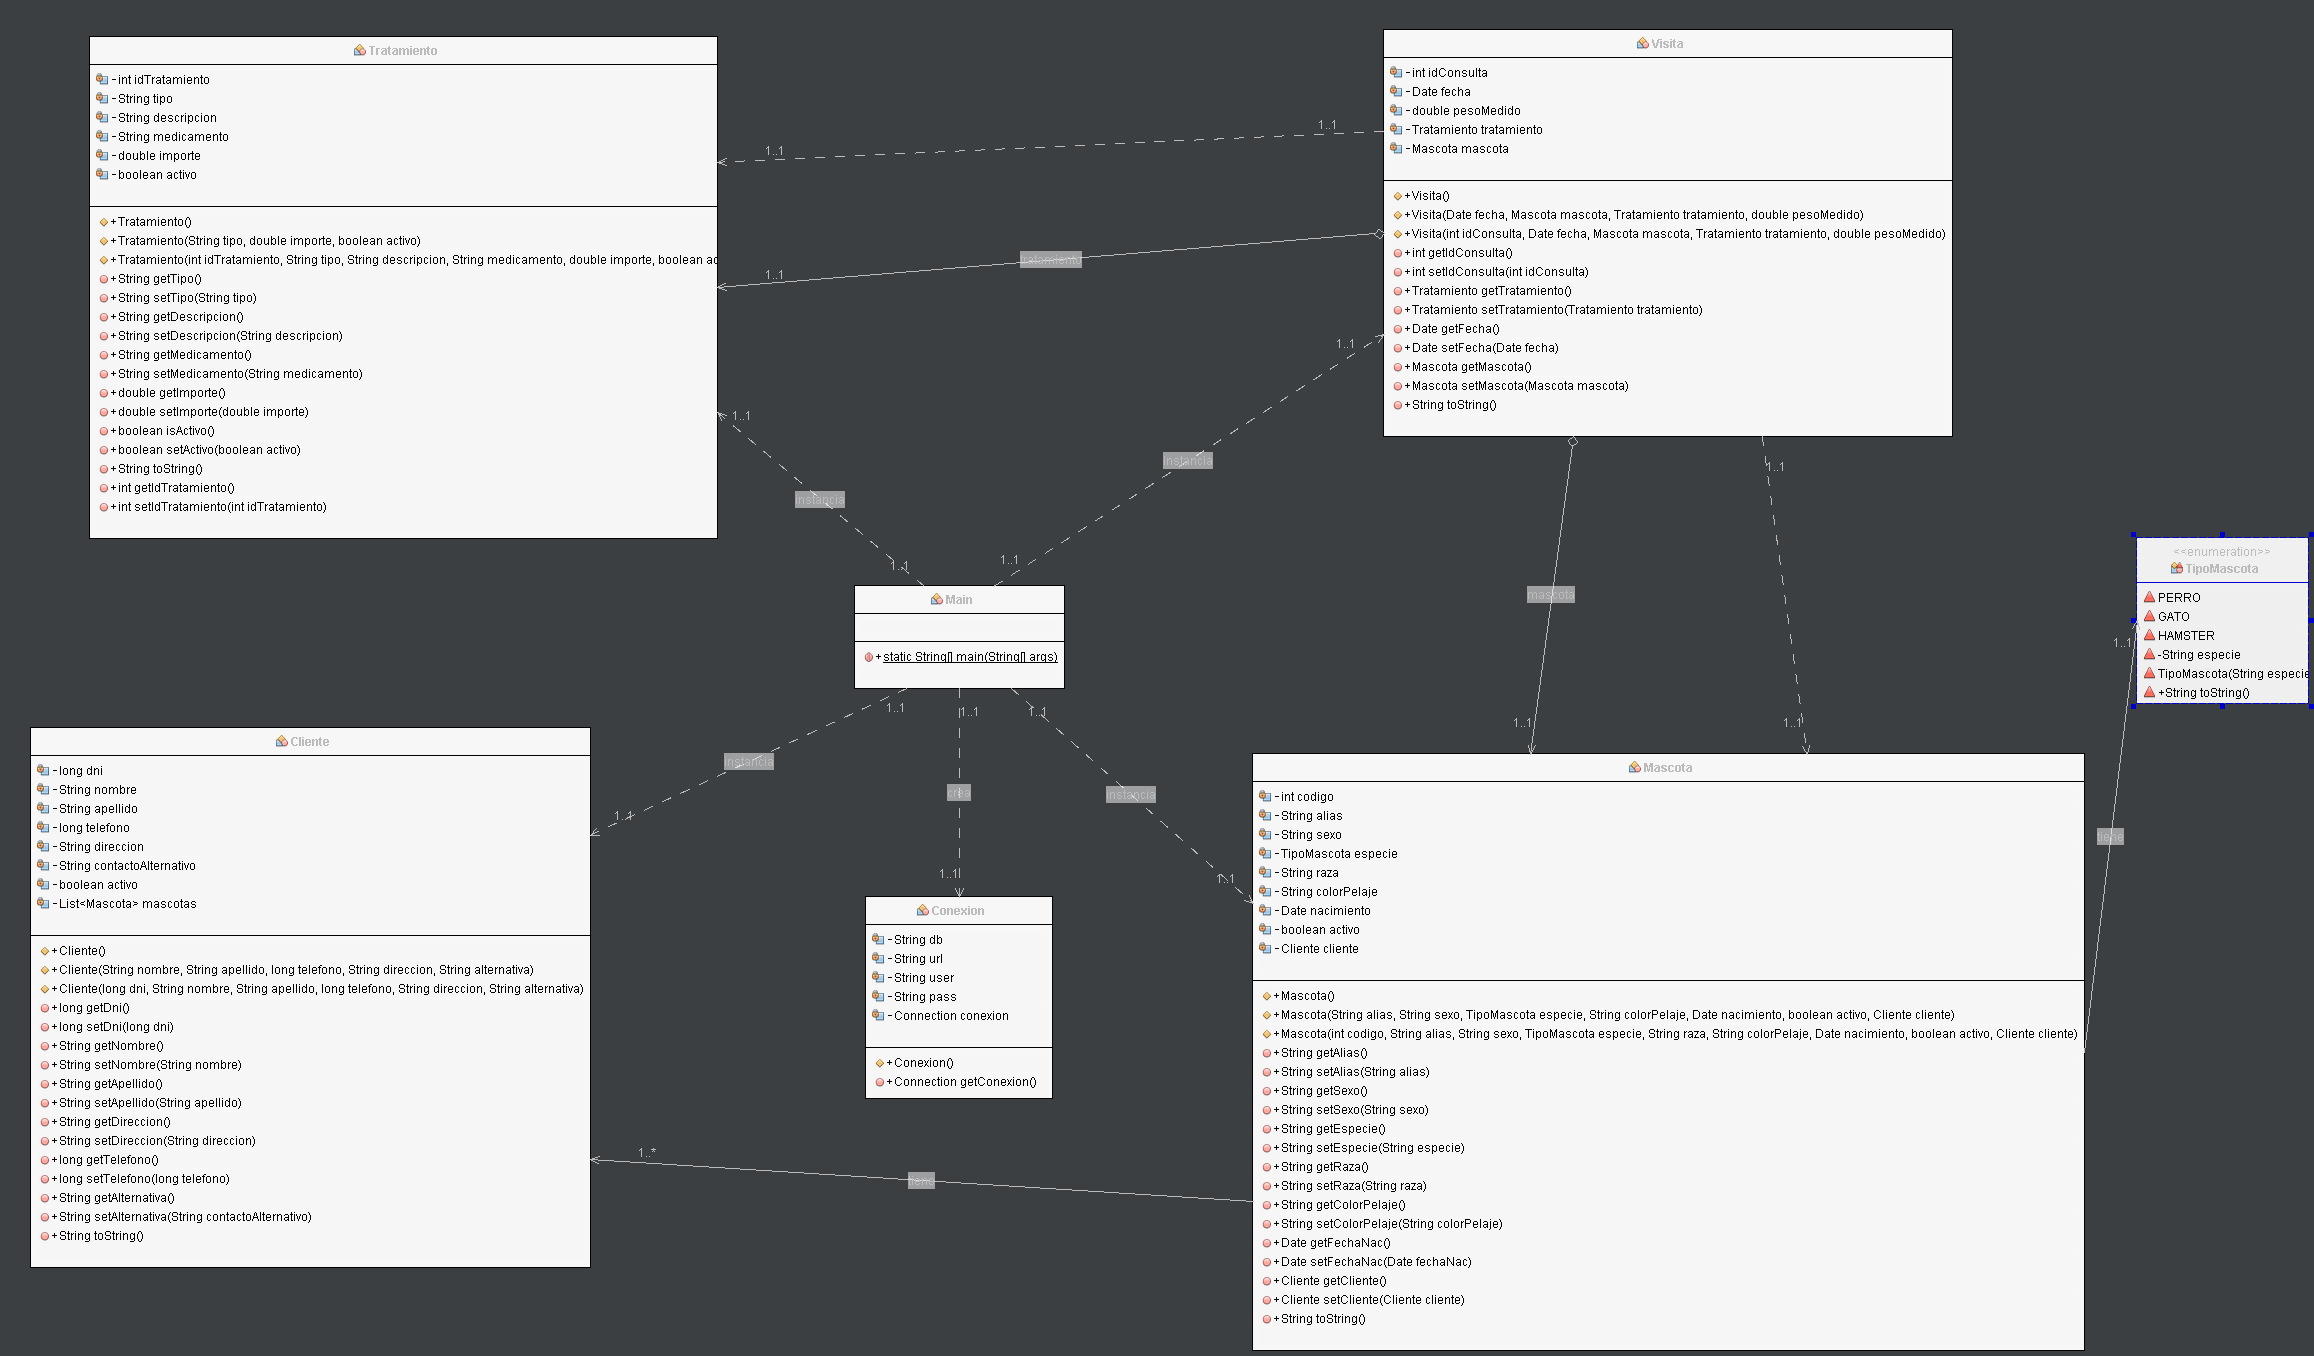 Tratamiento
-int idTratamiento
-String tipo
-String descripcion
-String medicamento
-double importe
-boolean activo
+Tratamiento()
+Tratamiento(String tipo, double importe, boolean activo)
+Tratamiento(int idTratamiento, String tipo, String descripcion, String medicamento, double importe, boolean ac
+String getTipo()
+String setTipo(String tipo)
+String getDescripcion()
+String setDescripcion(String descripcion)
+String getMedicamento()
+String setMedicamento(String medicamento)
+double getImporte()
+double setImporte(double importe)
+boolean isActivo()
+boolean setActivo(boolean activo)
+String toString()
+int getIdTratamiento()
+int setIdTratamiento(int idTratamiento)
Visita
-int idConsulta
-Date fecha
-double pesoMedido
-Tratamiento tratamiento
-Mascota mascota
+Visita()
+Visita(Date fecha, Mascota mascota, Tratamiento tratamiento, double pesoMedido)
+Visita(int idConsulta, Date fecha, Mascota mascota, Tratamiento tratamiento, double pesoMedido)
+int getIdConsulta()
+int setIdConsulta(int idConsulta)
+Tratamiento getTratamiento()
+Tratamiento setTratamiento(Tratamiento tratamiento)
+Date getFecha()
+Date setFecha(Date fecha)
+Mascota getMascota()
+Mascota setMascota(Mascota mascota)
+String toString()
1..1
1..1
tratamiento
1..1
1..1
instancia
1..1
1..1
instancia
1..1
1..1
mascota
1..1
1..1
<<enumeration>>
TipoMascota
PERRO
GATO
HAMSTER
-String especie
TipoMascota(String especie
+String toString()
1..1
tiene
Main
+static String[] main(String[] args)
1..1
1..1
1..1
instancia
crea
instancia
1..1
1..1
1..1
Cliente
-long dni
-String nombre
-String apellido
-long telefono
-String direccion
-String contactoAlternativo
-boolean activo
-List<Mascota> mascotas
+Cliente()
+Cliente(String nombre, String apellido, long telefono, String direccion, String alternativa)
+Cliente(long dni, String nombre, String apellido, long telefono, String direccion, String alternativa)
+long getDni()
+long setDni(long dni)
+String getNombre()
+String setNombre(String nombre)
+String getApellido()
+String setApellido(String apellido)
+String getDireccion()
+String setDireccion(String direccion)
+long getTelefono()
+long setTelefono(long telefono)
+String getAlternativa()
+String setAlternativa(String contactoAlternativo)
+String toString()
Conexion
-String db
-String url
-String user
-String pass
-Connection conexion
+Conexion()
+Connection getConexion()
1..*
tiene
Mascota
-int codigo
-String alias
-String sexo
-TipoMascota especie
-String raza
-String colorPelaje
-Date nacimiento
-boolean activo
-Cliente cliente
+Mascota()
+Mascota(String alias, String sexo, TipoMascota especie, String colorPelaje, Date nacimiento, boolean activo, Cliente cliente)
+Mascota(int codigo, String alias, String sexo, TipoMascota especie, String raza, String colorPelaje, Date nacimiento, boolean activo, Cliente cliente)
+String getAlias()
+String setAlias(String alias)
+String getSexo()
+String setSexo(String sexo)
+String getEspecie()
+String setEspecie(String especie)
+String getRaza()
+String setRaza(String raza)
+String getColorPelaje()
+String setColorPelaje(String colorPelaje)
+Date getFechaNac()
+Date setFechaNac(Date fechaNac)
+Cliente getCliente()
+Cliente setCliente(Cliente cliente)
+String toString()